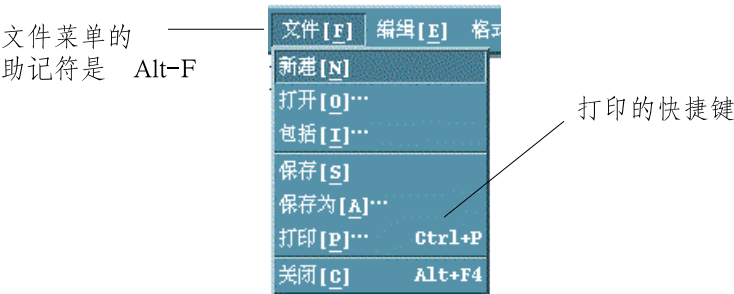 文件[F] 编辑[E] 格式
文件菜单的
助记符是 Alt-F
新建[N]
打开[O]…
包括[I]…
打印的快捷键
保存[S]
保存为[A]…
打印[P]… Ctrl+P
关闭[C] Alt+F4